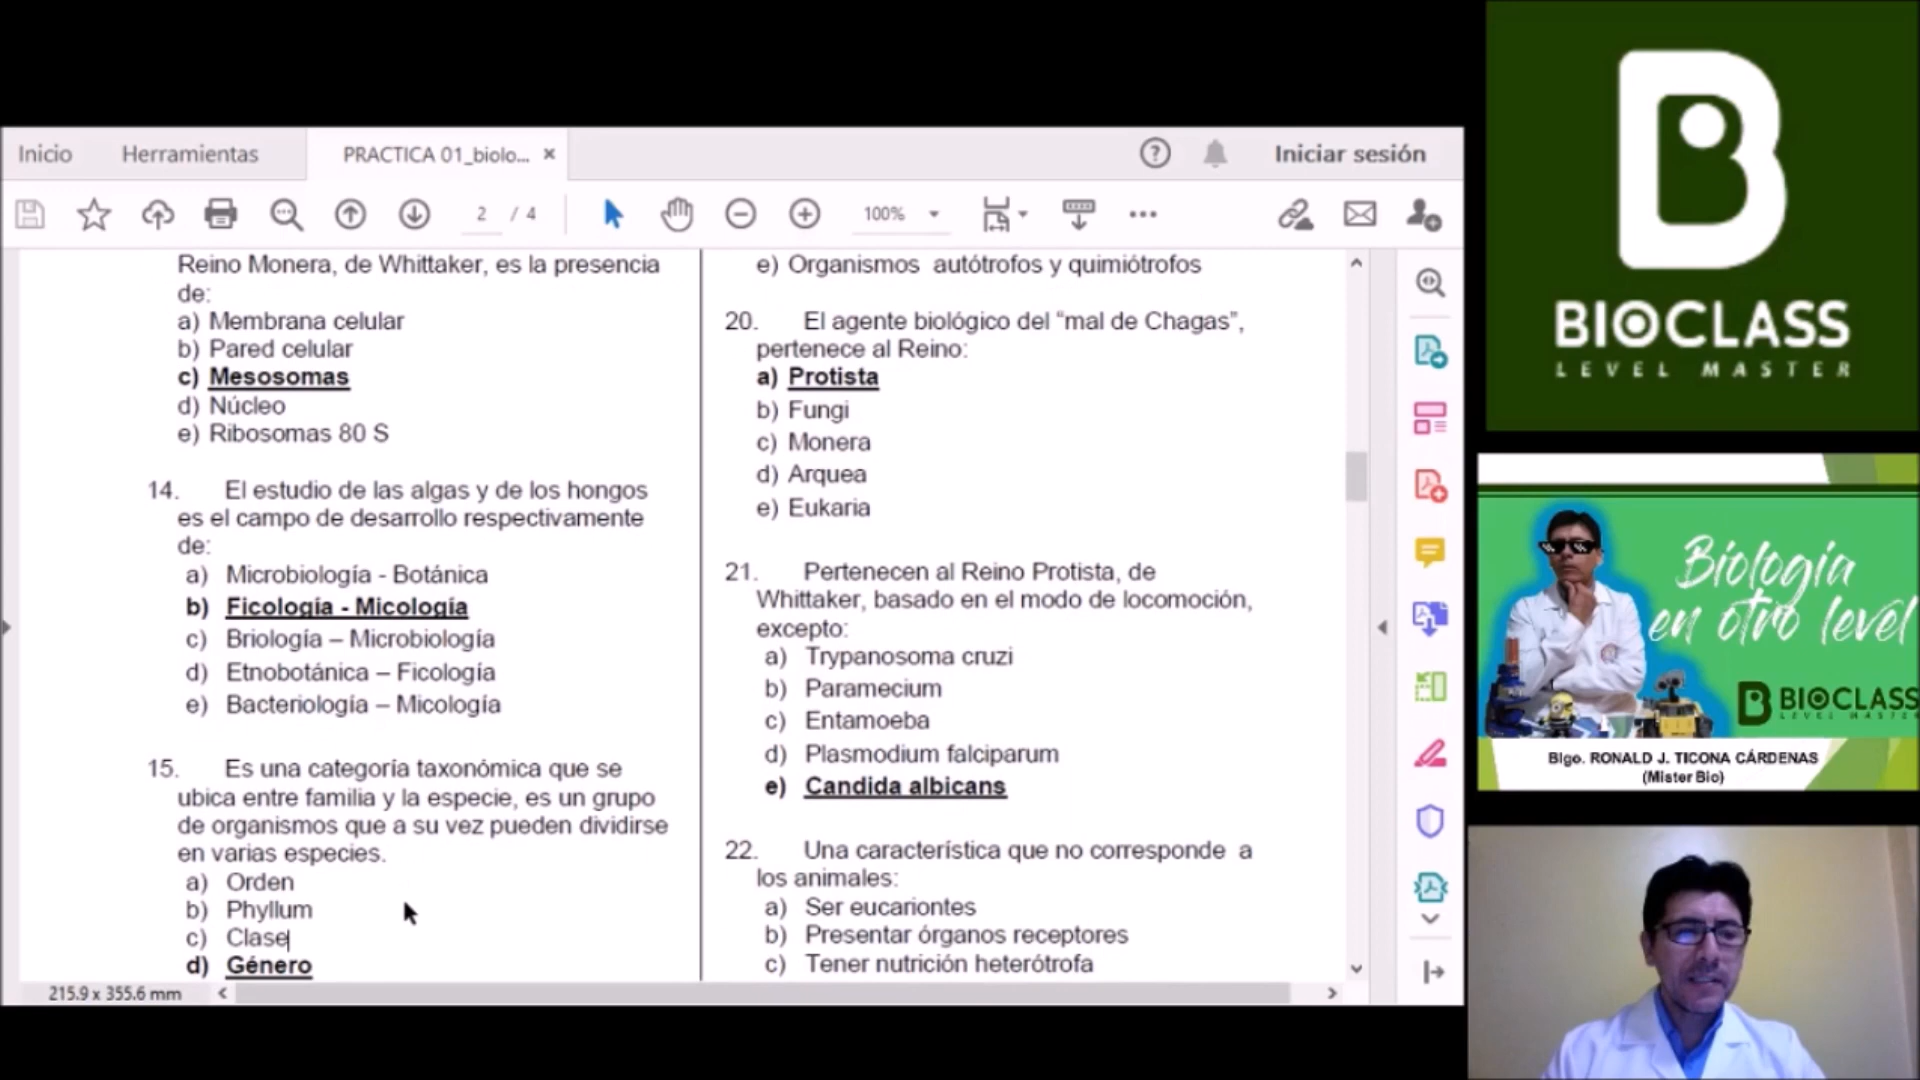 Inicio
Herramientas
PRACTICA 01_biolo...
Iniciar sesión
2 / 4
100%
Reino Monera, de Whittaker, es la presencia
de:
a) Membrana celular
b) Pared celular
c) Mesosomas
d) Núcleo
e) Ribosomas 80 S
14. El estudio de las algas y de los hongos
es el campo de desarrollo respectivamente
de:
a) Microbiología - Botánica
b) Ficología - Micología
c) Briología – Microbiología
d) Etnobotánica – Ficología
e) Bacteriología – Micología
15. Es una categoría taxonómica que se
ubica entre familia y la especie, es un grupo
de organismos que a su vez pueden dividirse
en varias especies.
a) Orden
b) Phyllum
c) Clase
d) Género
e) Organismos autótrofos y quimiótrofos
20. El agente biológico del “mal de Chagas”,
pertenece al Reino:
a) Protista
b) Fungi
c) Monera
d) Arquea
e) Eukaria
21. Pertenecen al Reino Protista, de
Whittaker, basado en el modo de locomoción,
excepto:
a) Trypanosoma cruzi
b) Paramecium
c) Entamoeba
d) Plasmodium falciparum
e) Candida albicans
22. Una característica que no corresponde a
los animales:
a) Ser eucariontes
b) Presentar órganos receptores
c) Tener nutrición heterótrofa
215.9 x 355.6 mm
B
BIOCLASS
LEVEL MASTER
Biología
en otro level
BIOCLASS
LEVEL MASTER
Blgo. RONALD J. TICONA CÁRDENAS
(Mister Bio)